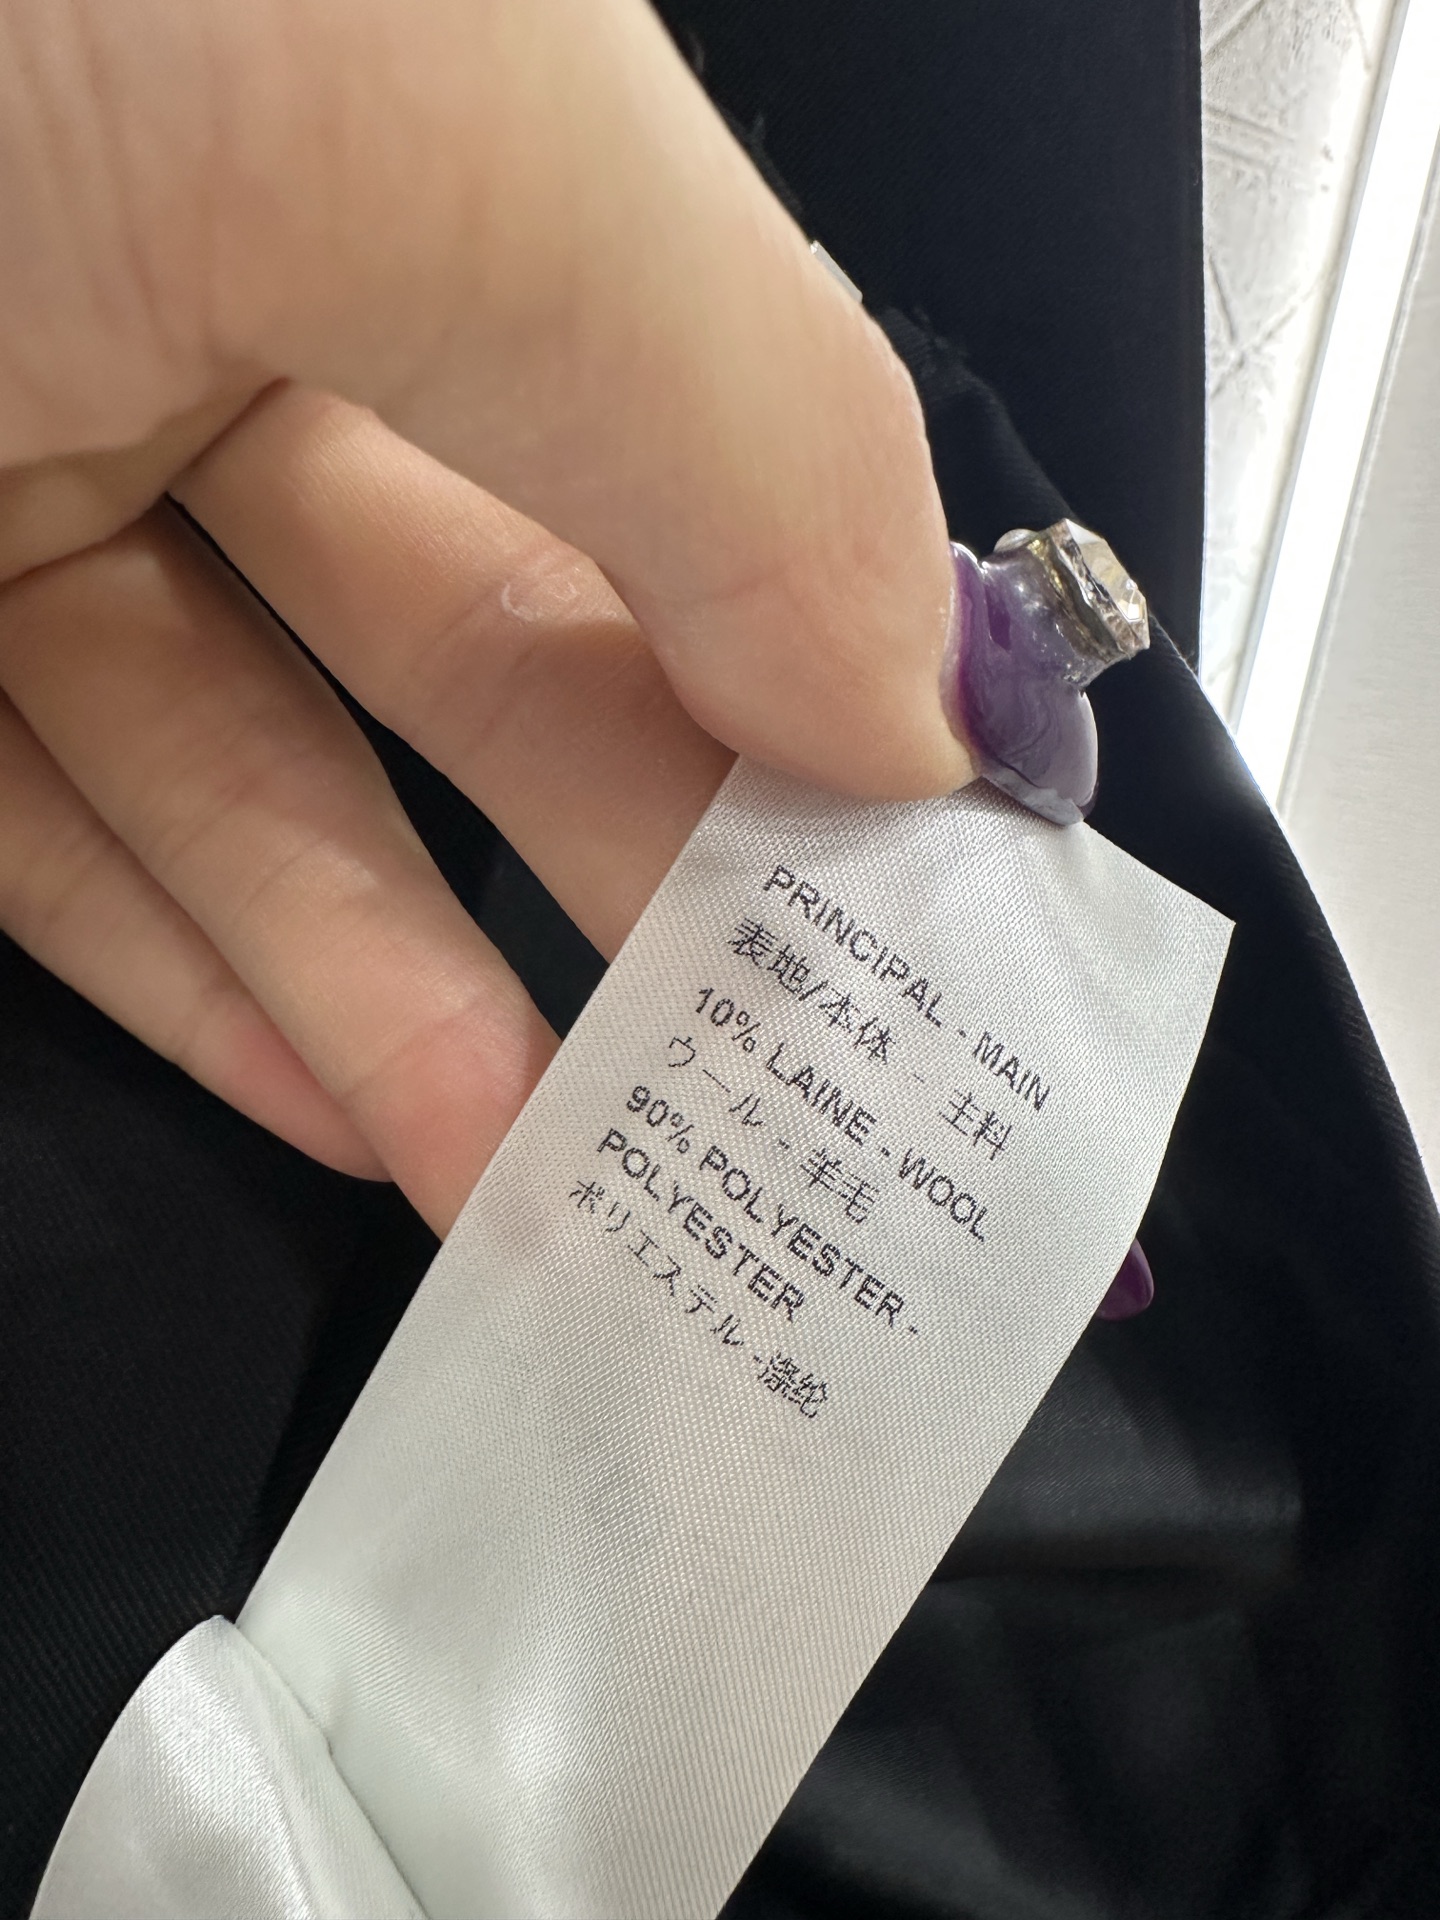 PRINCIPAL - MAIN
表地/本体 - 主料
10% LAINE - WOOL
ウール - 羊毛
90% POLYESTER -
POLYESTER
ポリエステル -涤纶